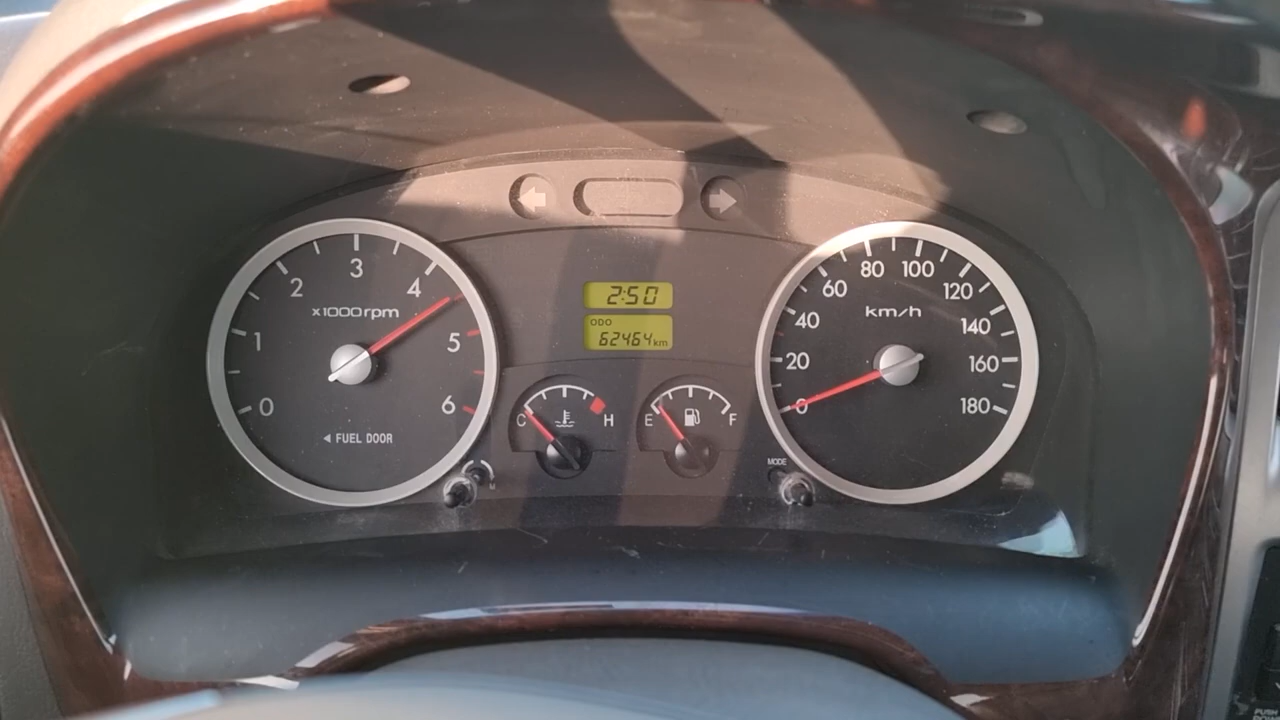 2:50
ODO
62464 km
0 1 2 3 4 5 6
x1000 rpm
◀ FUEL DOOR
C H
E F
0 20 40 60 80 100 120 140 160 180
km/h
MODE
PUSH